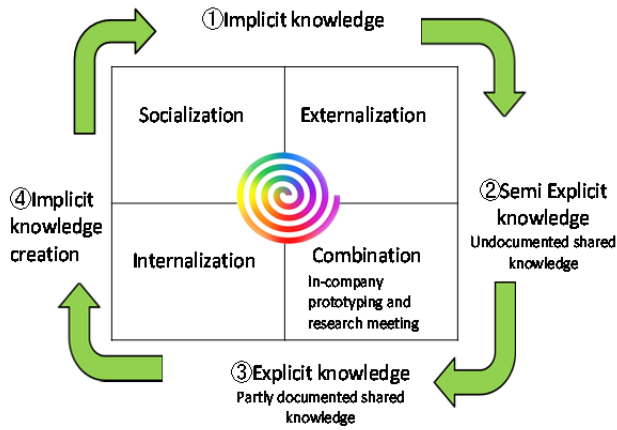 ①Implicit knowledge
Socialization
Externalization
②Semi Explicit
knowledge
Undocumented shared
knowledge
④Implicit
knowledge
creation
Internalization
Combination
In-company
prototyping and
research meeting
③Explicit knowledge
Partly documented shared
knowledge